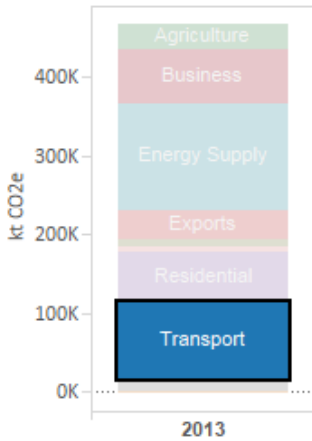 Agriculture
400K
Business
300K
Energy Supply
kt CO2e
200K
Exports
Residential
100K
Transport
0K
2013